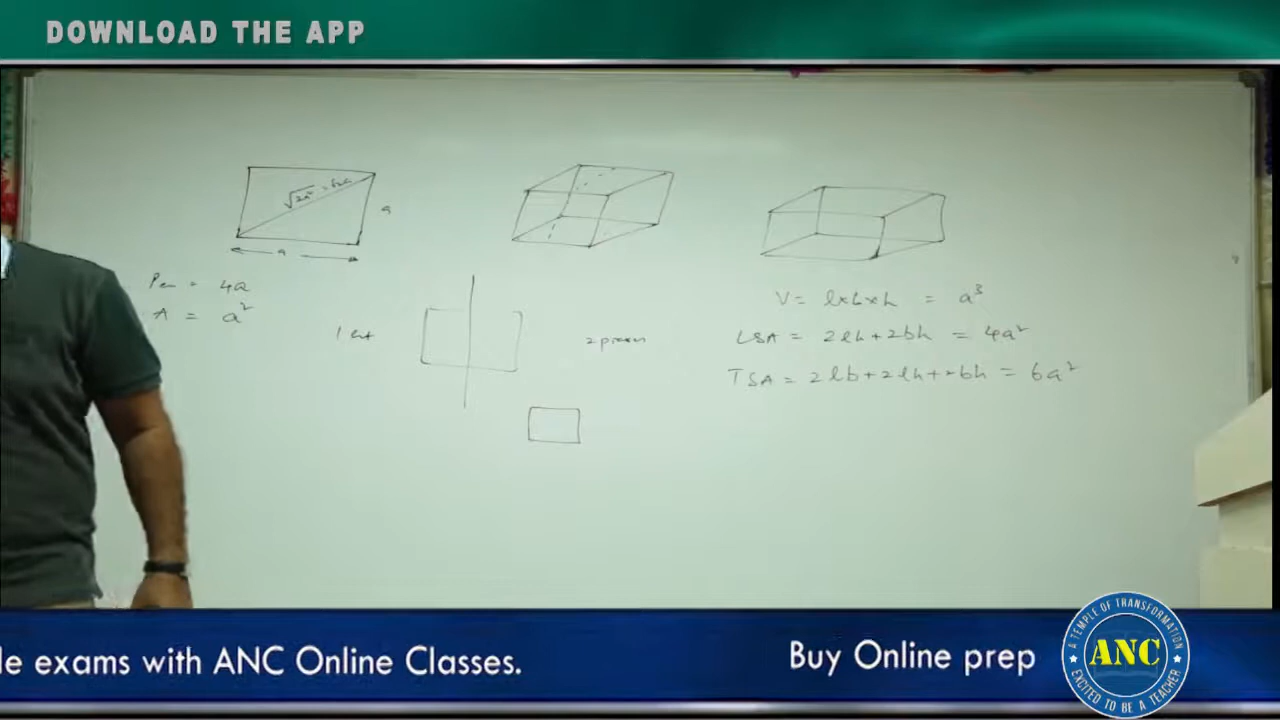 DOWNLOAD THE APP
√2a² = √2a
a
a
Per = 4a
A = a²
1 cut
2 pieces
V = l×b×h = a³
LSA = 2lh+2bh = 4a²
TSA = 2lb+2lh+2bh = 6a²
le exams with ANC Online Classes.
Buy Online prep
A TEMPLE OF TRANSFORMATION
ANC
EXCITED TO BE A TEACHER